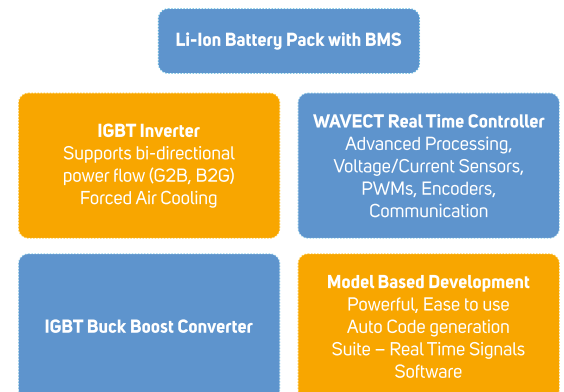 Li-Ion Battery Pack with BMS
IGBT Inverter
Supports bi-directional
power flow (G2B, B2G)
Forced Air Cooling
WAVECT Real Time Controller
Advanced Processing,
Voltage/Current Sensors,
PWMs, Encoders,
Communication
IGBT Buck Boost Converter
Model Based Development
Powerful, Ease to use
Auto Code generation
Suite – Real Time Signals
Software